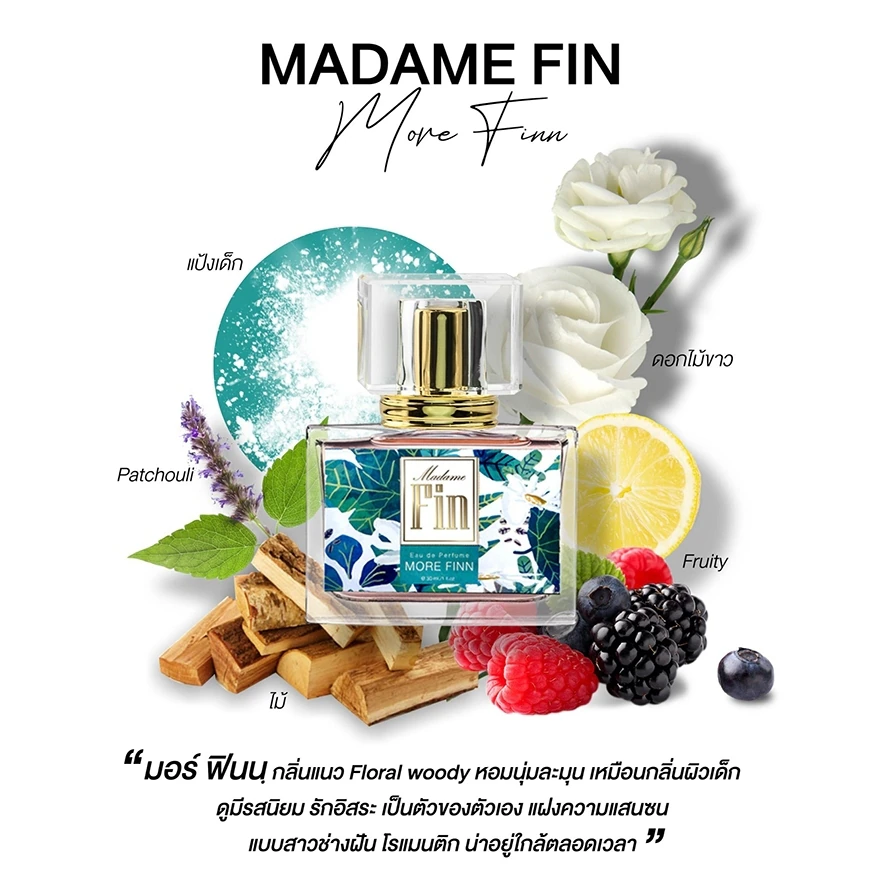 MADAME FIN
More Finn
แป้งเด็ก
ดอกไม้ขาว
Patchouli
Fruity
ไม้
Madame
Fin
Eau de Perfume
MORE FINN
"มอร์ ฟินนฺ กลิ่นแนว Floral woody หอมนุ่มละมุน เหมือนกลิ่นผิวเด็ก
ดูมีรสนิยม รักอิสระ เป็นตัวของตัวเอง แฝงความแสนซน
แบบสาวช่างฝัน โรแมนติก น่าอยู่ใกล้ตลอดเวลา"